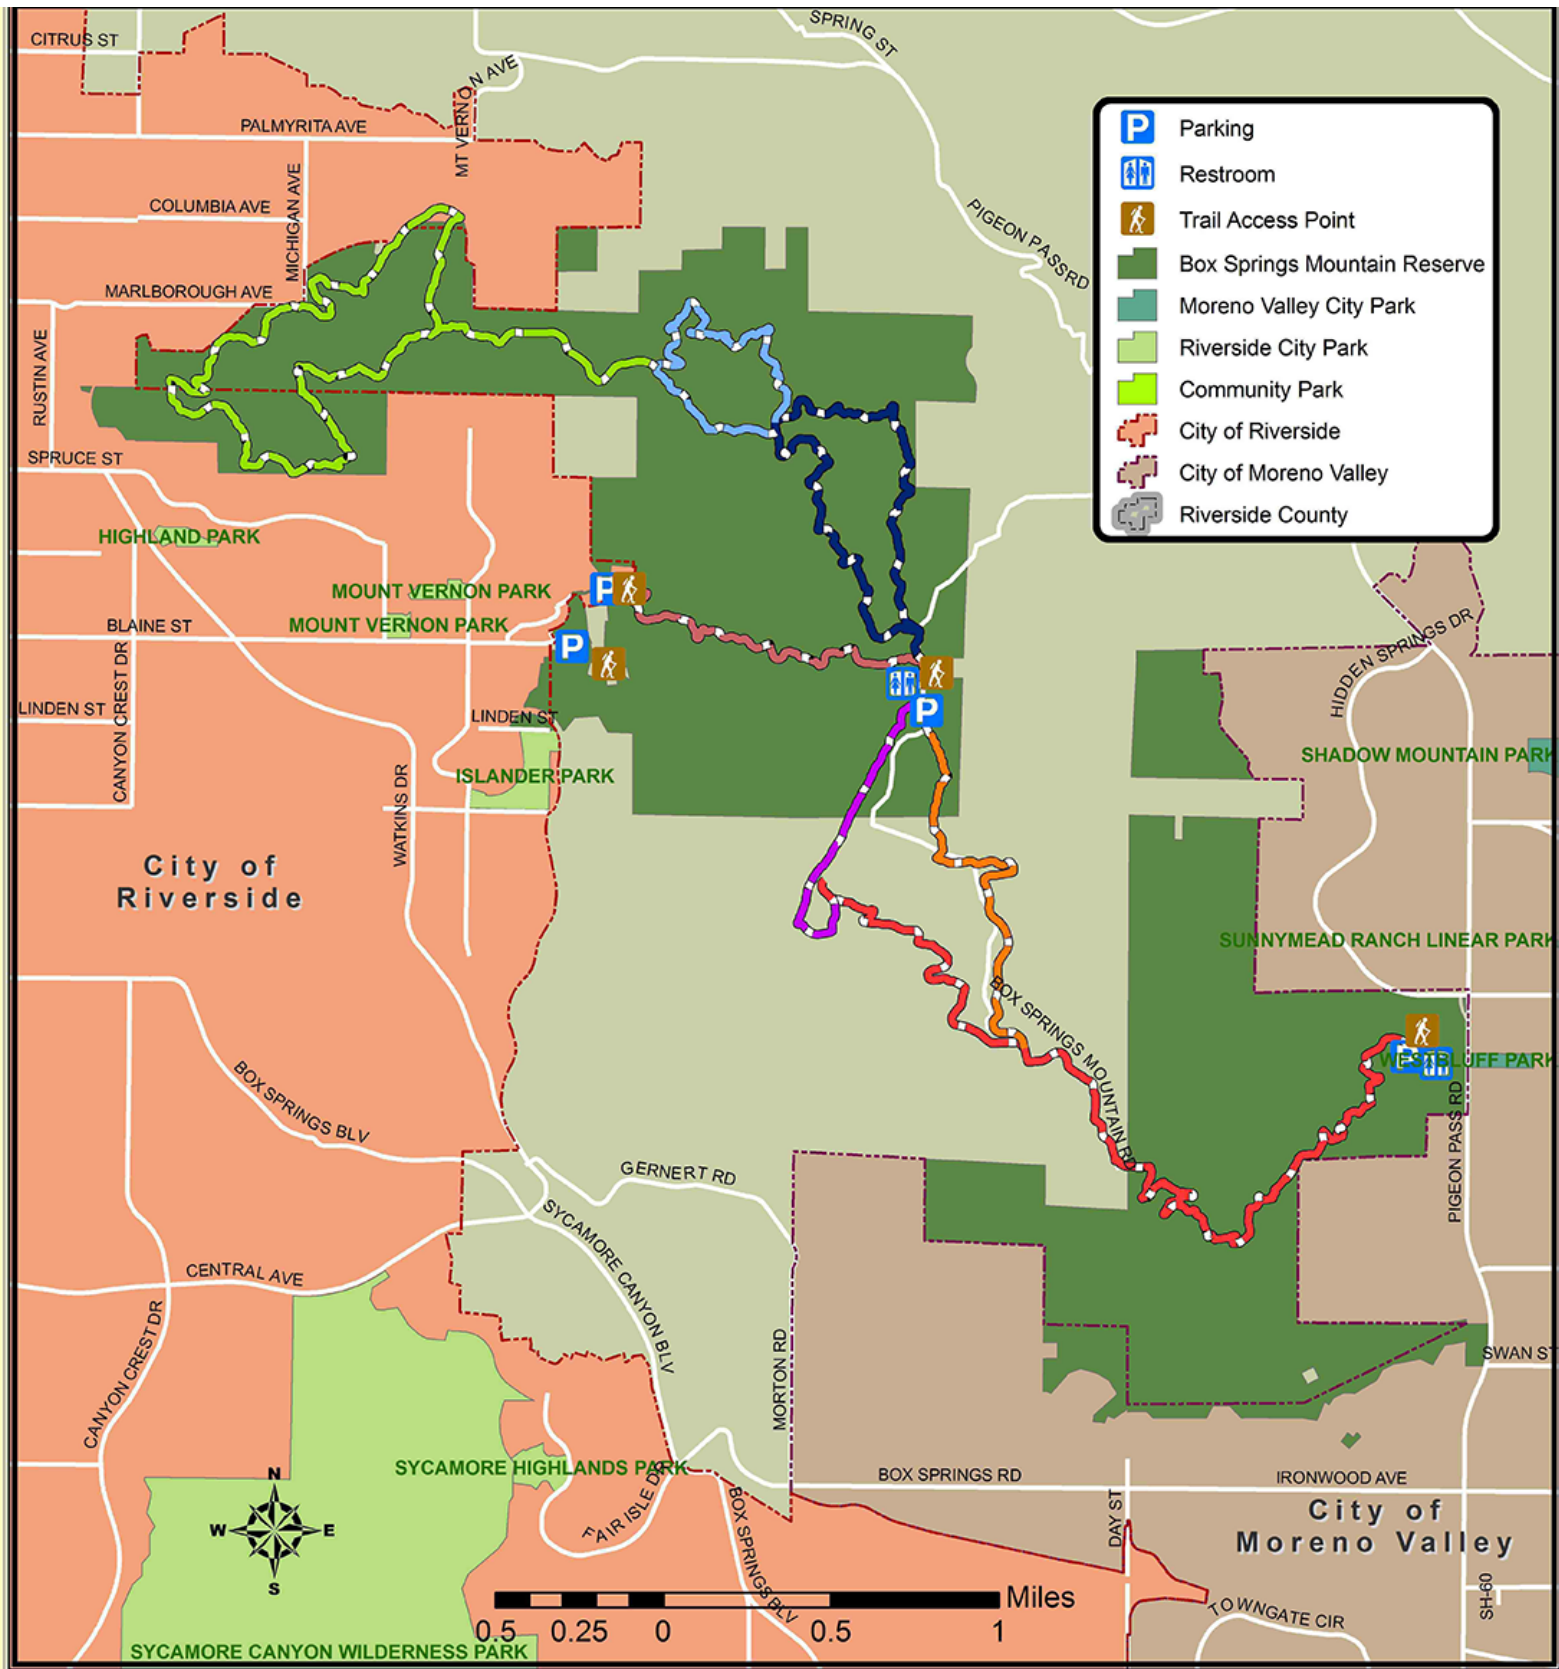 CITRUS ST
MT VERNON AVE
SPRING ST
PALMYRITA AVE
P Parking
Restroom
Trail Access Point
Box Springs Mountain Reserve
Moreno Valley City Park
Riverside City Park
Community Park
City of Riverside
City of Moreno Valley
Riverside County
MICHIGAN AVE
COLUMBIA AVE
PIGEON PASS RD
MARLBOROUGH AVE
RUSTIN AVE
SPRUCE ST
HIGHLAND PARK
MOUNT VERNON PARK
P
MOUNT VERNON PARK
BLAINE ST
P
HIDDEN SPRINGS DR
CANYON CREST DR
LINDEN ST
LINDEN ST
P
SHADOW MOUNTAIN PARK
ISLANDER PARK
WATKINS DR
City of
Riverside
SUNNYMEAD RANCH LINEAR PARK
BOX SPRINGS MOUNTAIN RD
P
WESTBLUFF PARK
BOX SPRINGS BLV
PIGEON PASS RD
GERNERT RD
SYCAMORE CANYON BLV
CENTRAL AVE
CANYON CREST DR
MORTON RD
SWAN ST
SYCAMORE HIGHLANDS PARK
BOX SPRINGS RD
IRONWOOD AVE
N
W E
S
FAIR ISLE DR
BOX SPRINGS BLV
DAY ST
City of
Moreno Valley
SH-60
TOWNGATE CIR
Miles
0.5 0.25 0 0.5 1
SYCAMORE CANYON WILDERNESS PARK